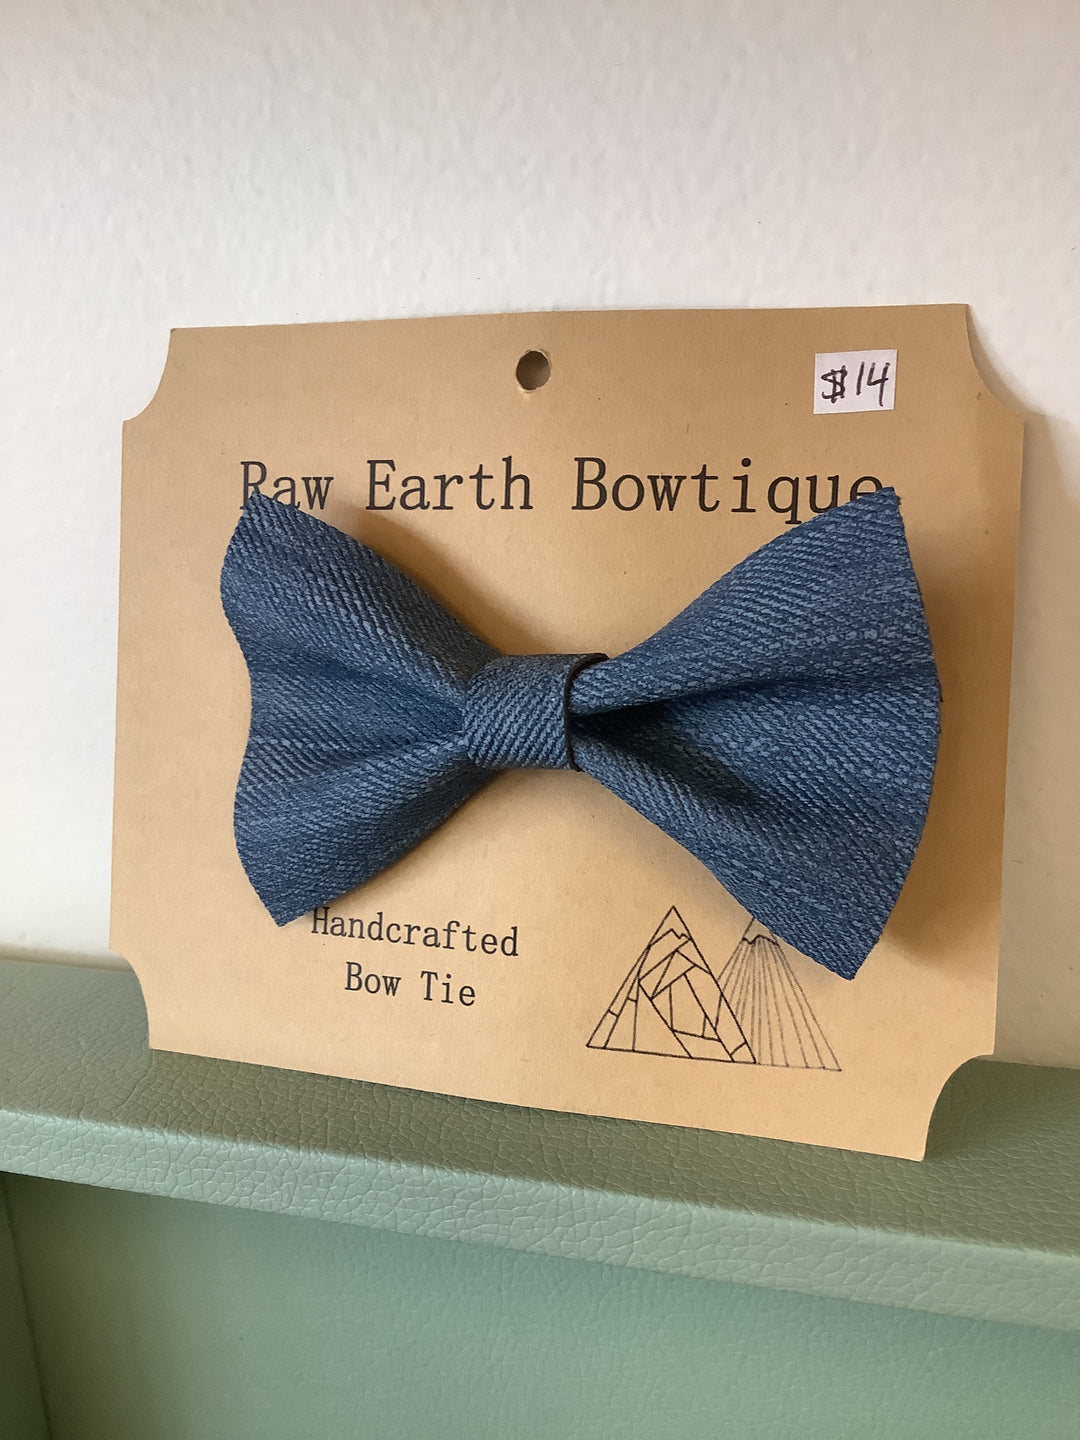 $14
Raw Earth Bowtique
Handcrafted
Bow Tie